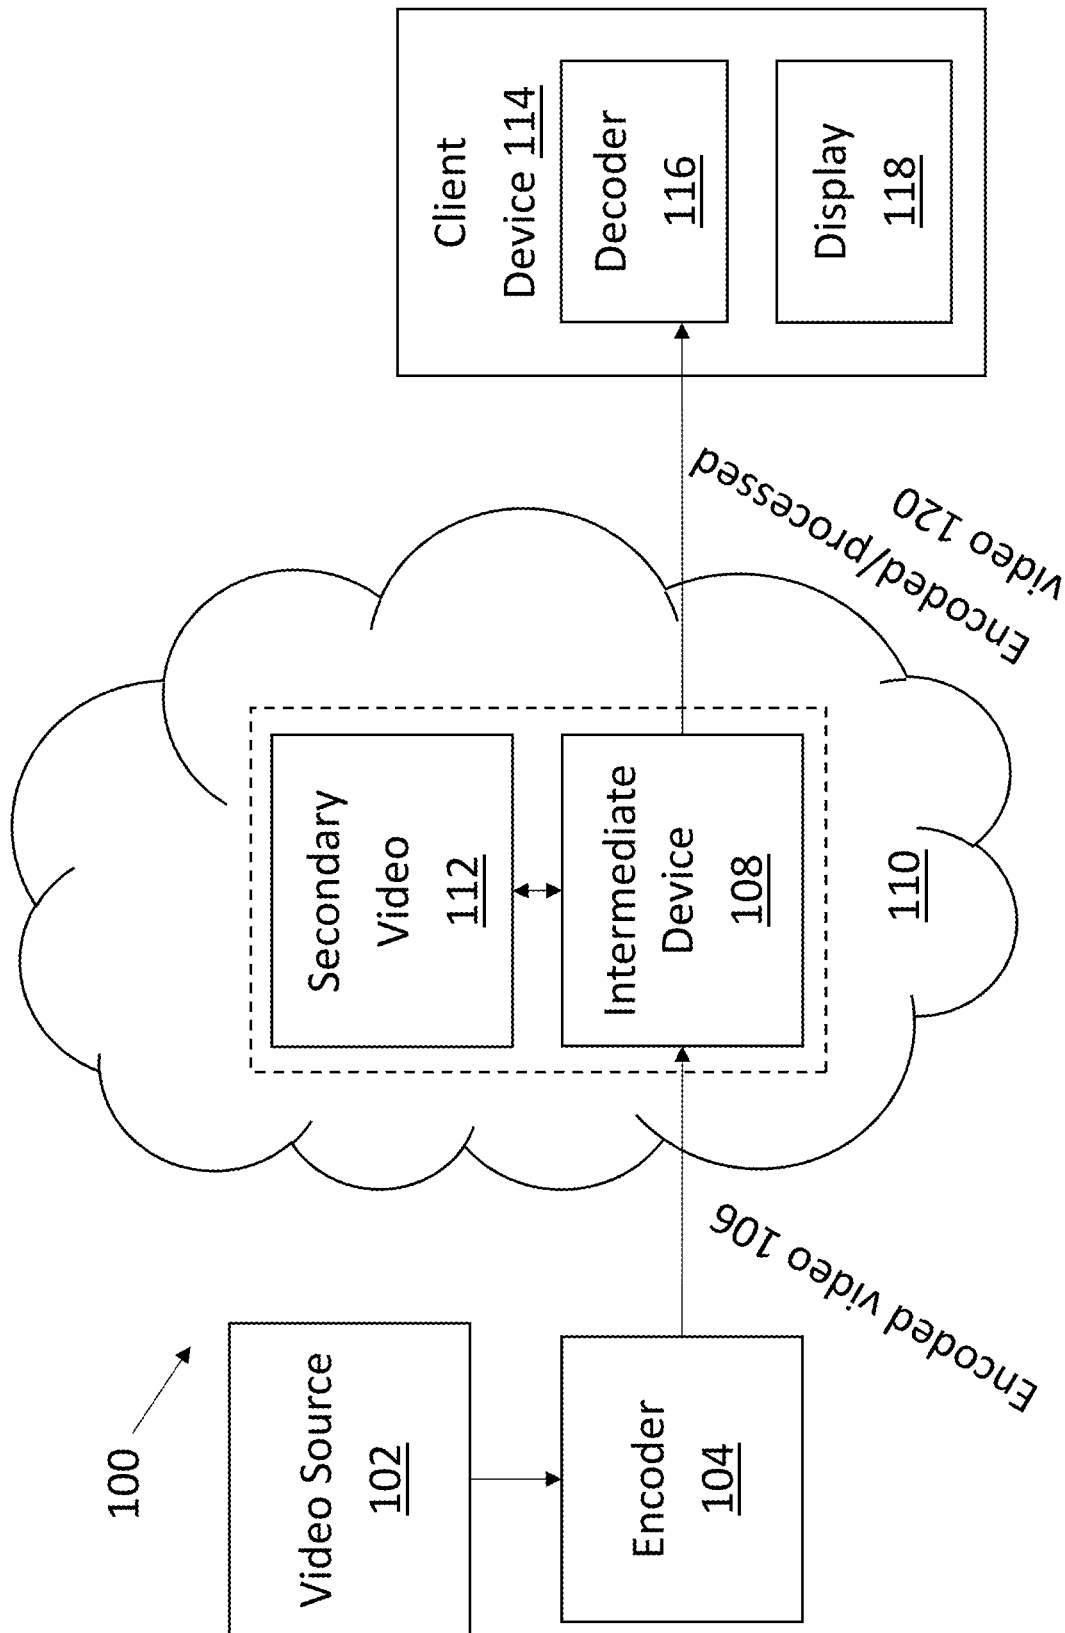 100
Video Source
102
Encoder
104
Encoded video 106
Secondary
Video
112
Intermediate
Device
108
110
Encoded/processed
video 120
Client
Device 114
Decoder
116
Display
118